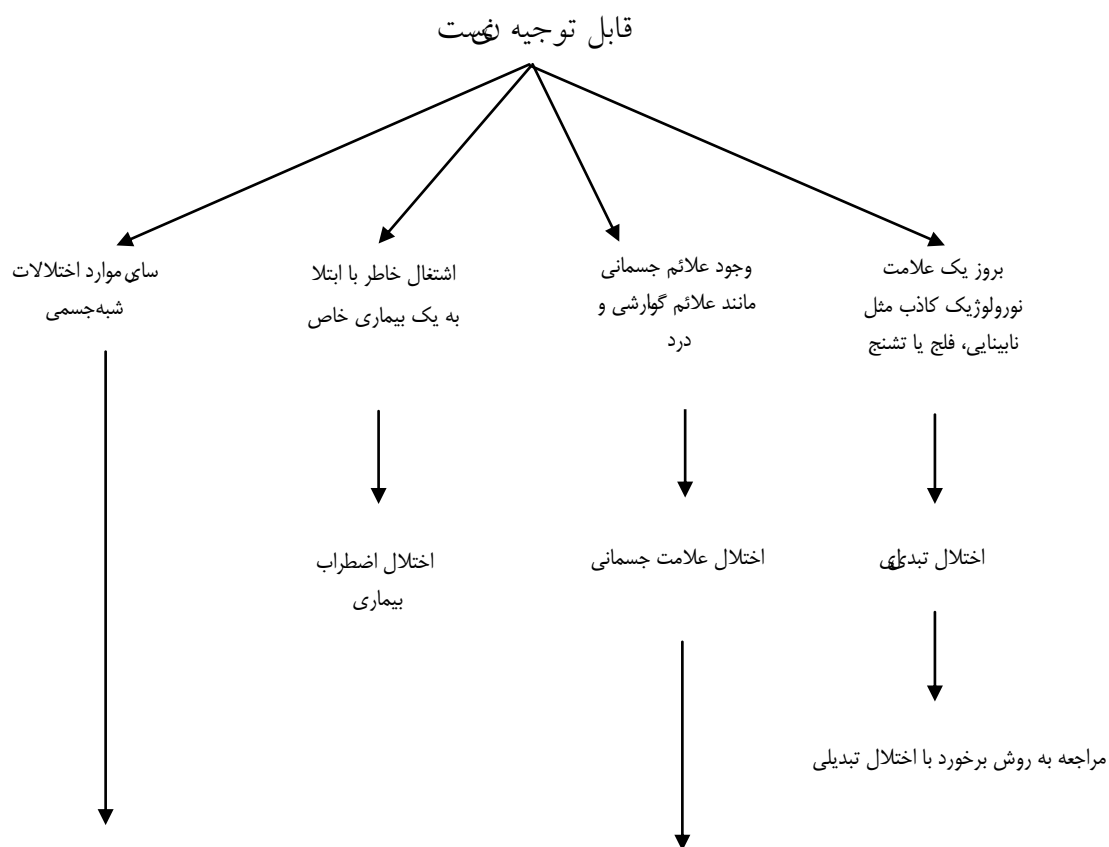 قابل توجیه نیست
بروز یک علامت
نورولوژیک کاذب مثل
نابینایی، فلج یا تشنج
وجود علائم جسمانی
مانند علائم گوارشی و
درد
اشتغال خاطر با ابتلا
به یک بیماری خاص
سایر موارد اختلالات
شبه‌جسمی
اختلال تبدیلی
اختلال علامت جسمانی
اختلال اضطراب
بیماری
مراجعه به روش برخورد با اختلال تبدیلی